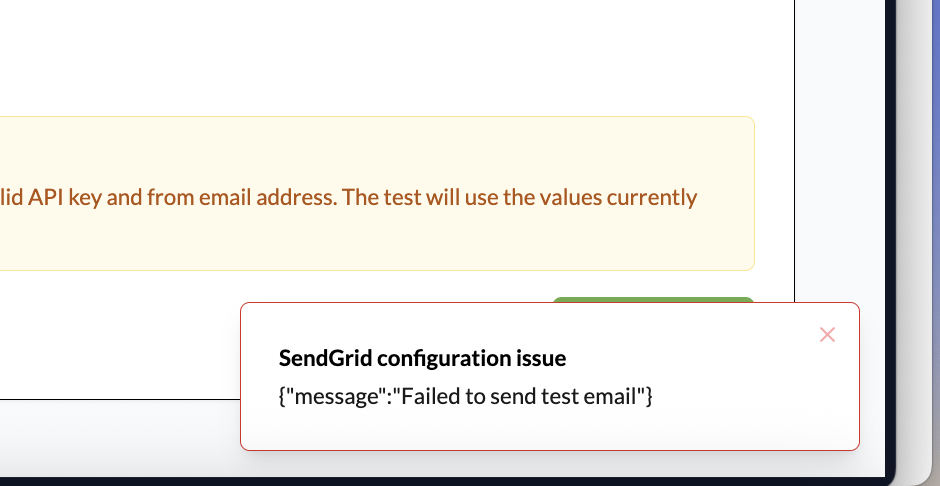 lid API key and from email address. The test will use the values currently
SendGrid configuration issue
{"message":"Failed to send test email"}